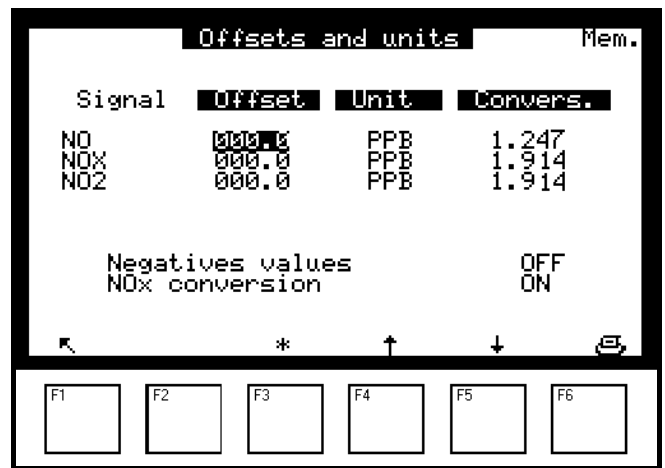 Offsets and units Mem.
Signal Offset Unit Convers.
NO 000.0 PPB 1.247
NOX 000.0 PPB 1.914
NO2 000.0 PPB 1.914
Negatives values OFF
NOx conversion ON
* ↑ ↓
F1 F2 F3 F4 F5 F6